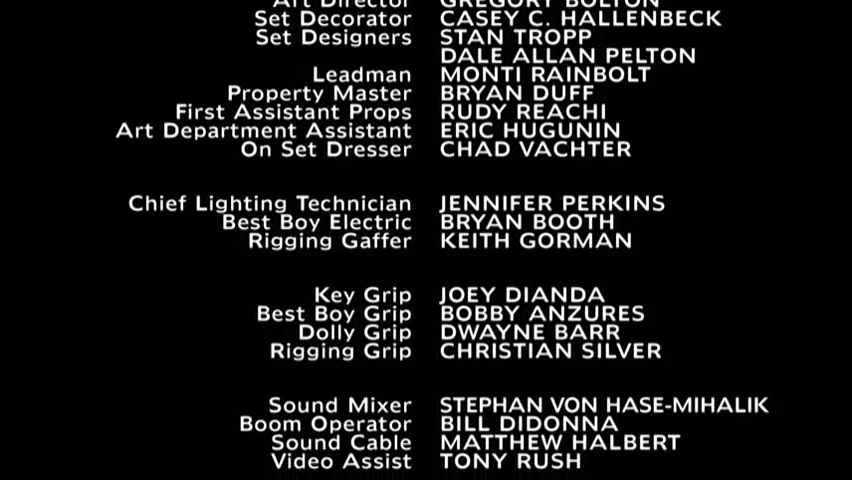 Art Director GREGORY BOLTON
Set Decorator CASEY C. HALLENBECK
Set Designers STAN TROPP
DALE ALLAN PELTON
Leadman MONTI RAINBOLT
Property Master BRYAN DUFF
First Assistant Props RUDY REACHI
Art Department Assistant ERIC HUGUNIN
On Set Dresser CHAD VACHTER
Chief Lighting Technician JENNIFER PERKINS
Best Boy Electric BRYAN BOOTH
Rigging Gaffer KEITH GORMAN
Key Grip JOEY DIANDA
Best Boy Grip BOBBY ANZURES
Dolly Grip DWAYNE BARR
Rigging Grip CHRISTIAN SILVER
Sound Mixer STEPHAN VON HASE-MIHALIK
Boom Operator BILL DIDONNA
Sound Cable MATTHEW HALBERT
Video Assist TONY RUSH